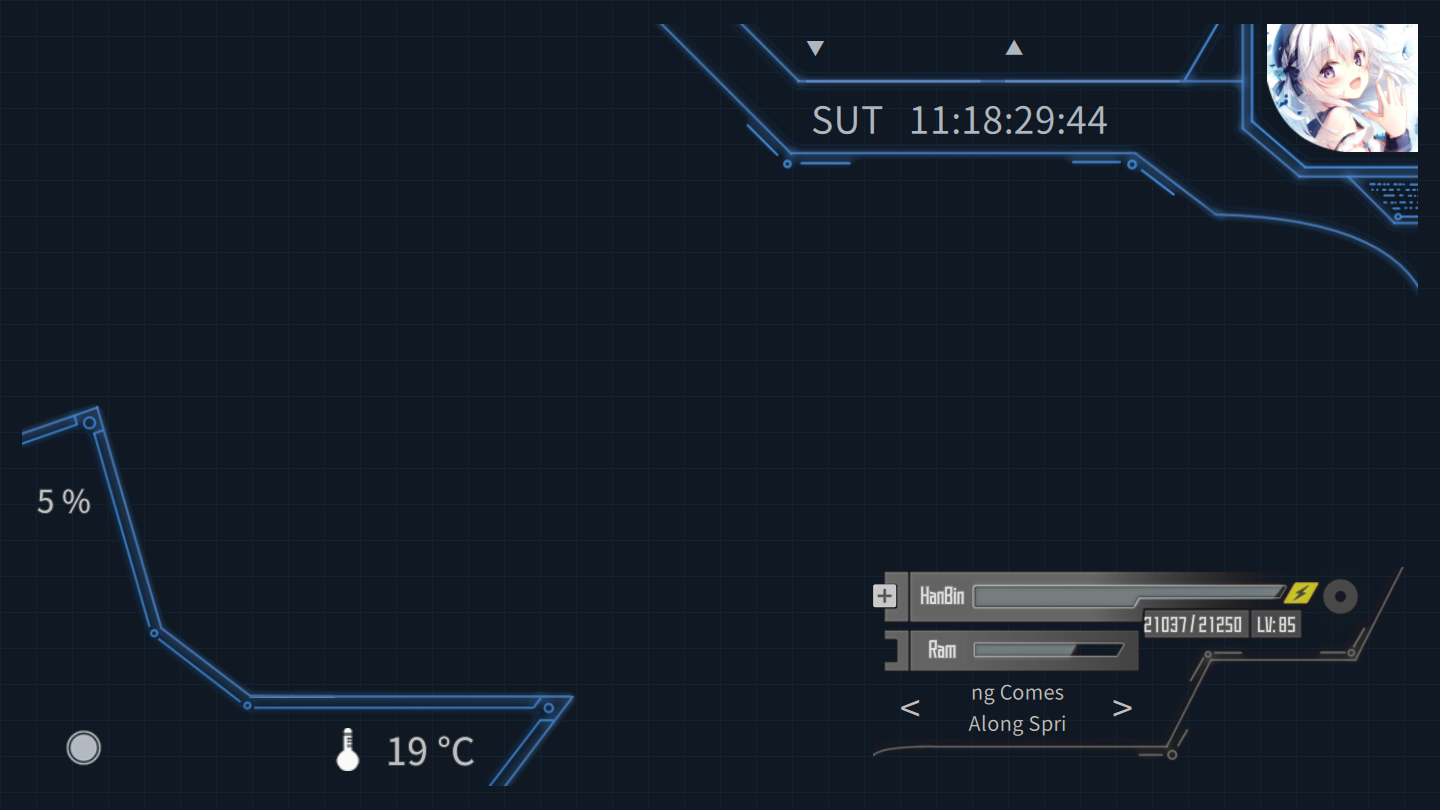 ▼ ▲
SUT 11:18:29:44
5 %
HanBin
21037/21250 LV: 85
Ram
< ng Comes >
Along Spri
19 °C